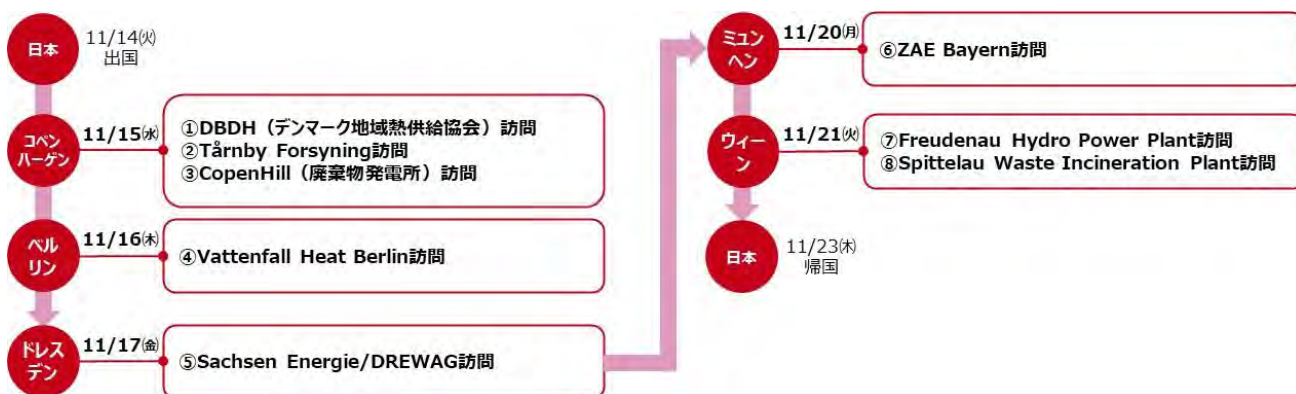 日本
11/14㈫
出国
コペン
ハーゲン
11/15㈬
①DBDH（デンマーク地域熱供給協会）訪問
②Tårnby Forsyning訪問
③CopenHill（廃棄物発電所）訪問
ベル
リン
11/16㈭
④Vattenfall Heat Berlin訪問
ドレス
デン
11/17㈮
⑤Sachsen Energie/DREWAG訪問
ミュン
ヘン
11/20㈪
⑥ZAE Bayern訪問
ウィー
ン
11/21㈫
⑦Freudenau Hydro Power Plant訪問
⑧Spittelau Waste Incineration Plant訪問
日本
11/23㈭
帰国